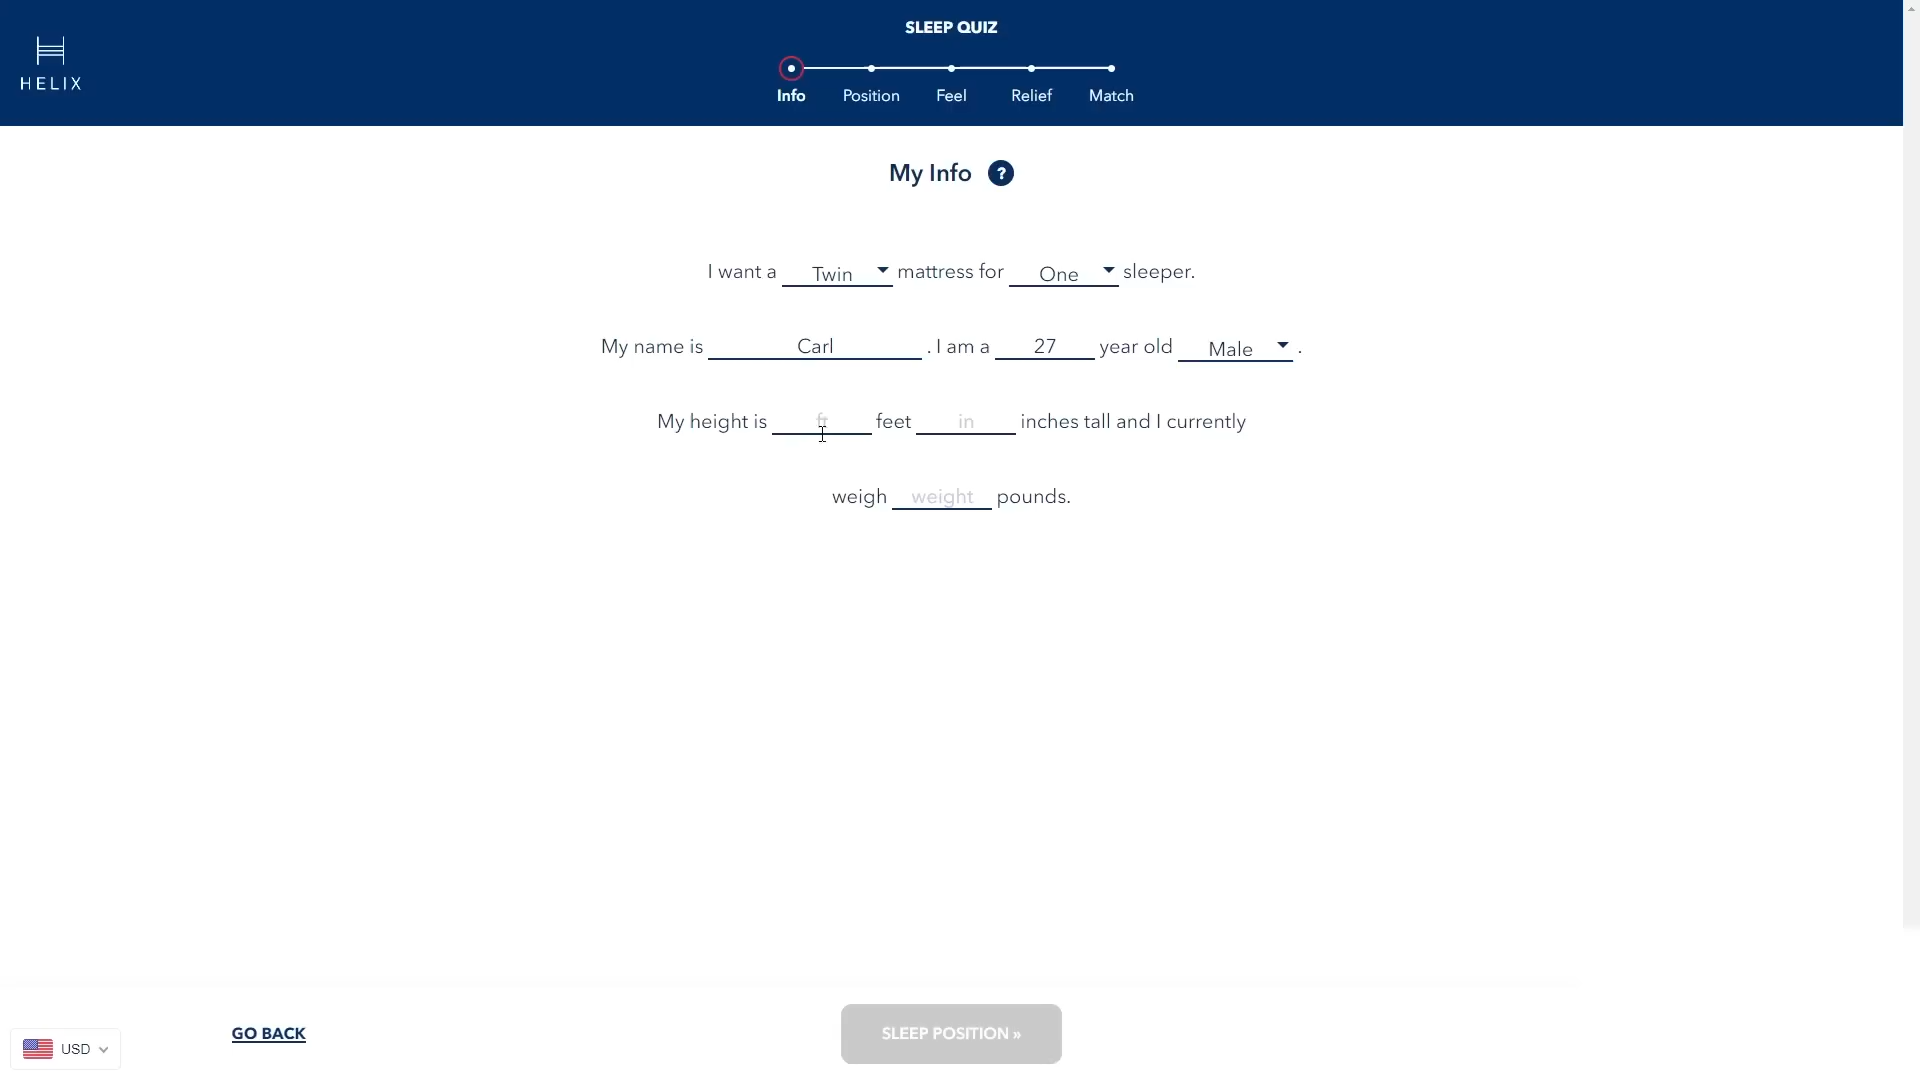 SLEEP QUIZ
HELIX
Info Position Feel Relief Match
My Info ?
I want a Twin mattress for One sleeper.
My name is Carl . I am a 27 year old Male .
My height is ft feet in inches tall and I currently
weigh weight pounds.
GO BACK
SLEEP POSITION »
USD